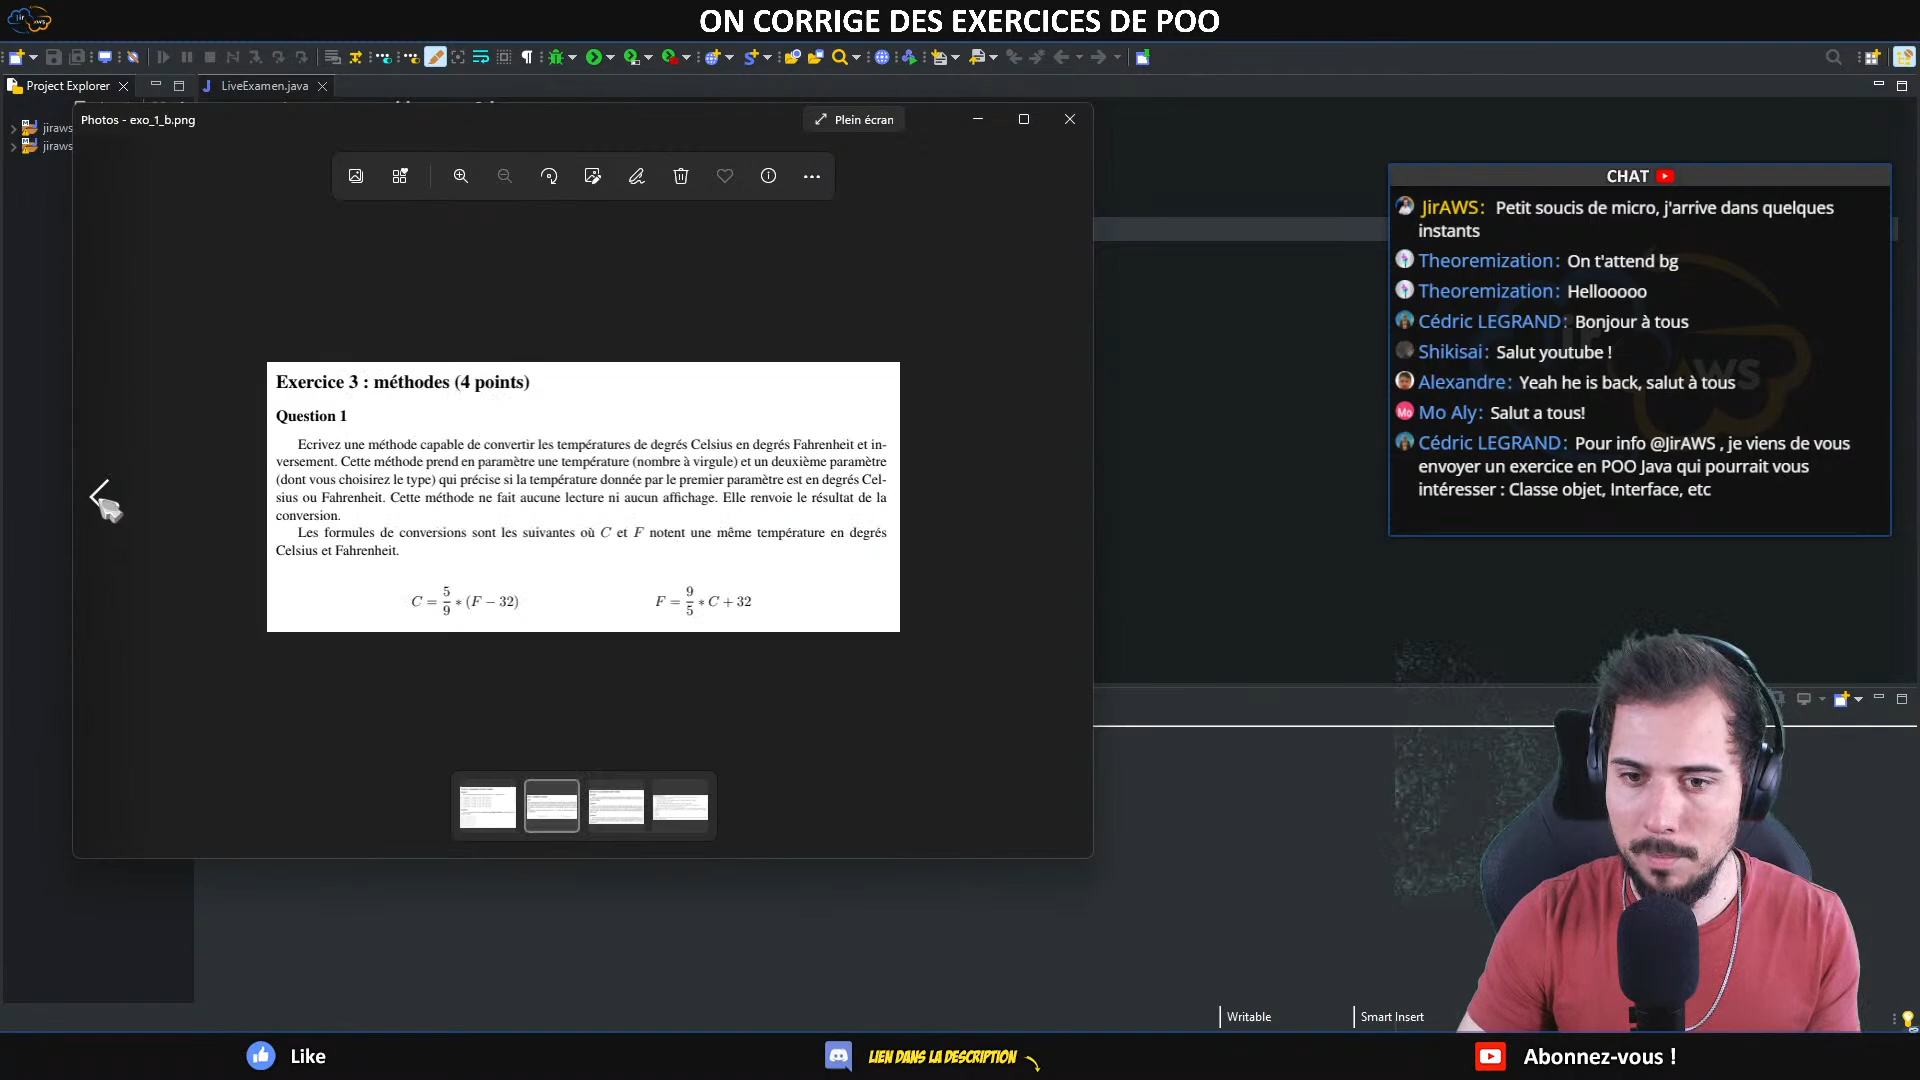 ON CORRIGE DES EXERCICES DE POO
Project Explorer
LiveExamen.java
jiraws
jiraws
Photos - exo_1_b.png
Plein écran
Exercice 3 : méthodes (4 points)
Question 1
Ecrivez une méthode capable de convertir les températures de degrés Celsius en degrés Fahrenheit et in-
versement. Cette méthode prend en paramètre une température (nombre à virgule) et un deuxième paramètre
(dont vous choisirez le type) qui précise si la température donnée par le premier paramètre est en degrés Cel-
sius ou Fahrenheit. Cette méthode ne fait aucune lecture ni aucun affichage. Elle renvoie le résultat de la
conversion.
Les formules de conversions sont les suivantes où C et F notent une même température en degrés
Celsius et Fahrenheit.
C = 5/9 * (F − 32)
F = 9/5 * C + 32
CHAT
JirAWS: Petit soucis de micro, j'arrive dans quelques
instants
Theoremization: On t'attend bg
Theoremization: Hellooooo
Cédric LEGRAND: Bonjour à tous
Shikisai: Salut youtube !
Alexandre: Yeah he is back, salut à tous
Mo Aly: Salut a tous!
Cédric LEGRAND: Pour info @JirAWS , je viens de vous
envoyer un exercice en POO Java qui pourrait vous
intéresser : Classe objet, Interface, etc
Writable
Smart Insert
Like
LIEN DANS LA DESCRIPTION
Abonnez-vous !